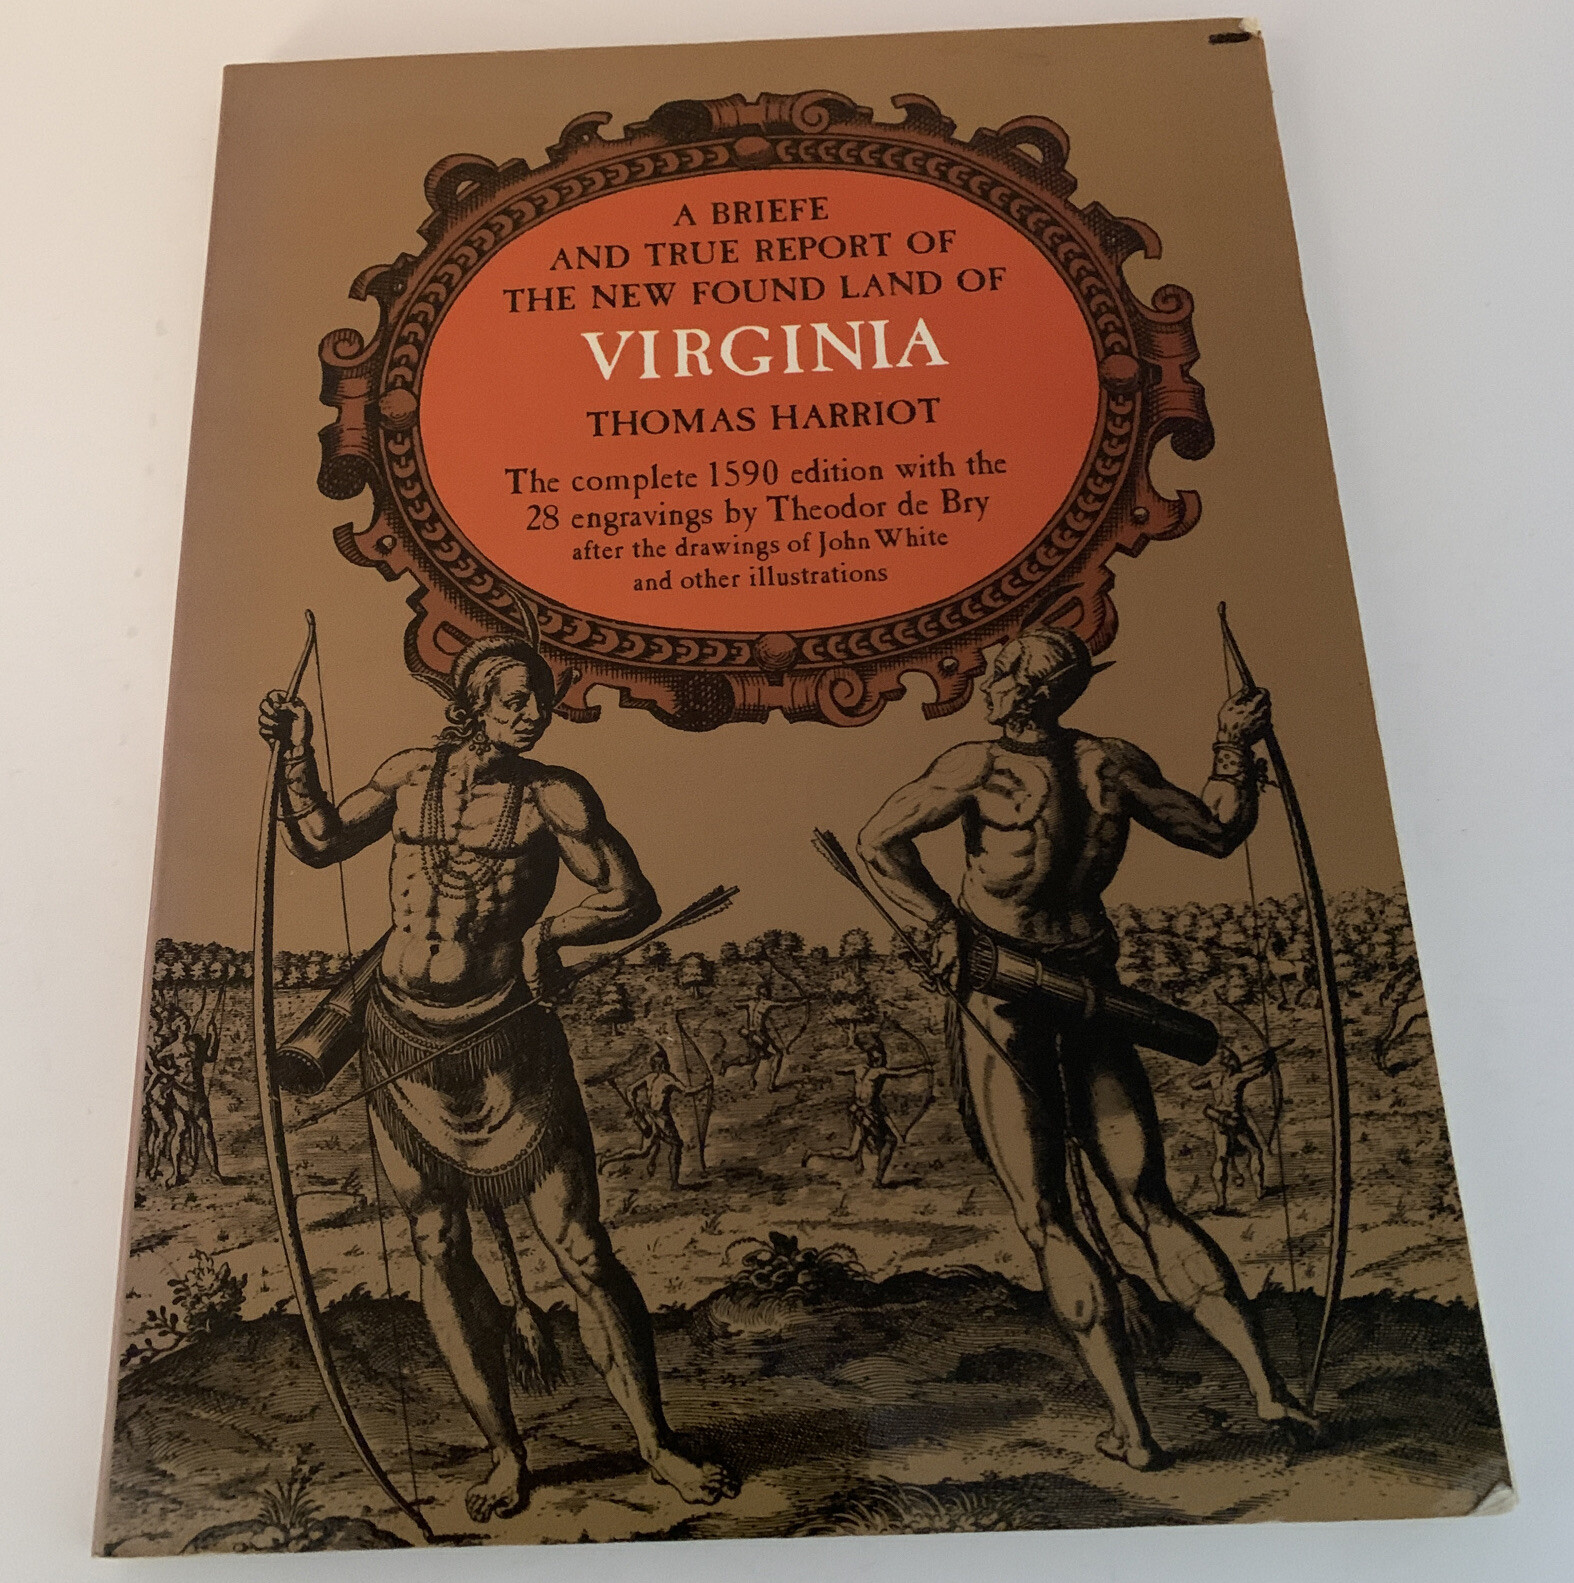 A BRIEFE
AND TRUE REPORT OF
THE NEW FOUND LAND OF
VIRGINIA
THOMAS HARRIOT
The complete 1590 edition with the
28 engravings by Theodor de Bry
after the drawings of John White
and other illustrations